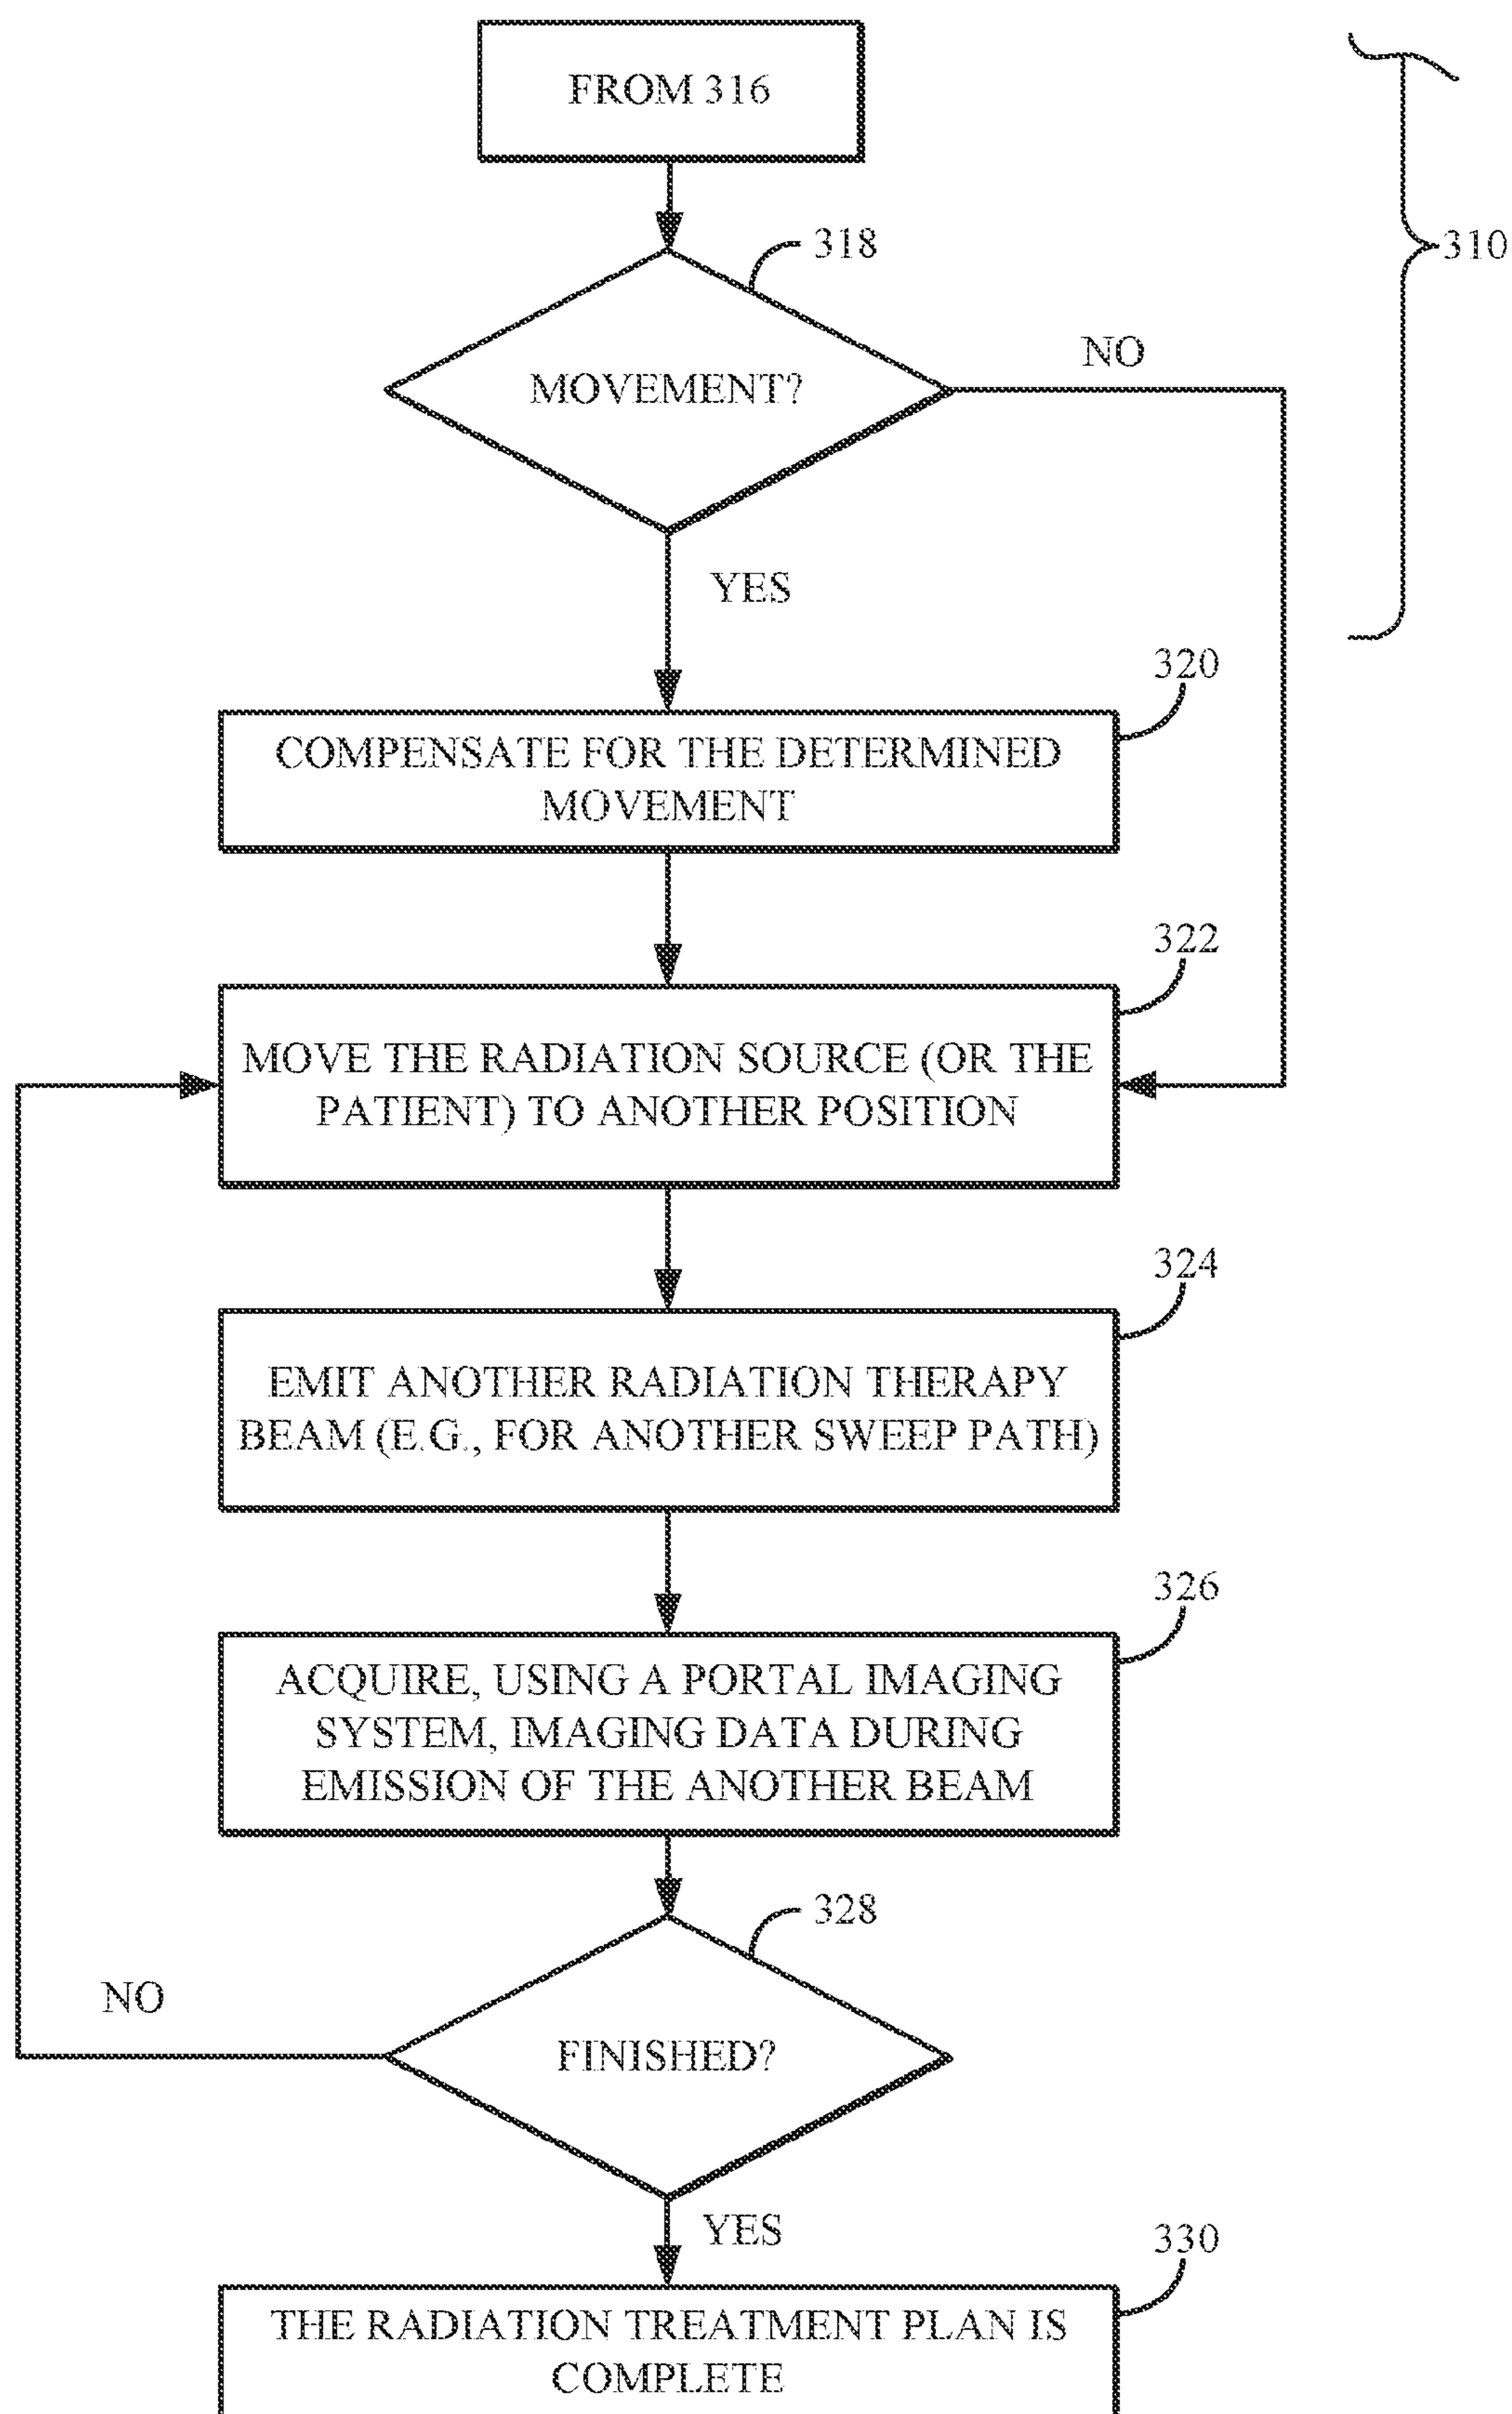 FROM 316
318
310
MOVEMENT?
NO
YES
320
COMPENSATE FOR THE DETERMINED
MOVEMENT
322
MOVE THE RADIATION SOURCE (OR THE
PATIENT) TO ANOTHER POSITION
324
EMIT ANOTHER RADIATION THERAPY
BEAM (E.G., FOR ANOTHER SWEEP PATH)
326
ACQUIRE, USING A PORTAL IMAGING
SYSTEM, IMAGING DATA DURING
EMISSION OF THE ANOTHER BEAM
328
NO
FINISHED?
YES
330
THE RADIATION TREATMENT PLAN IS
COMPLETE